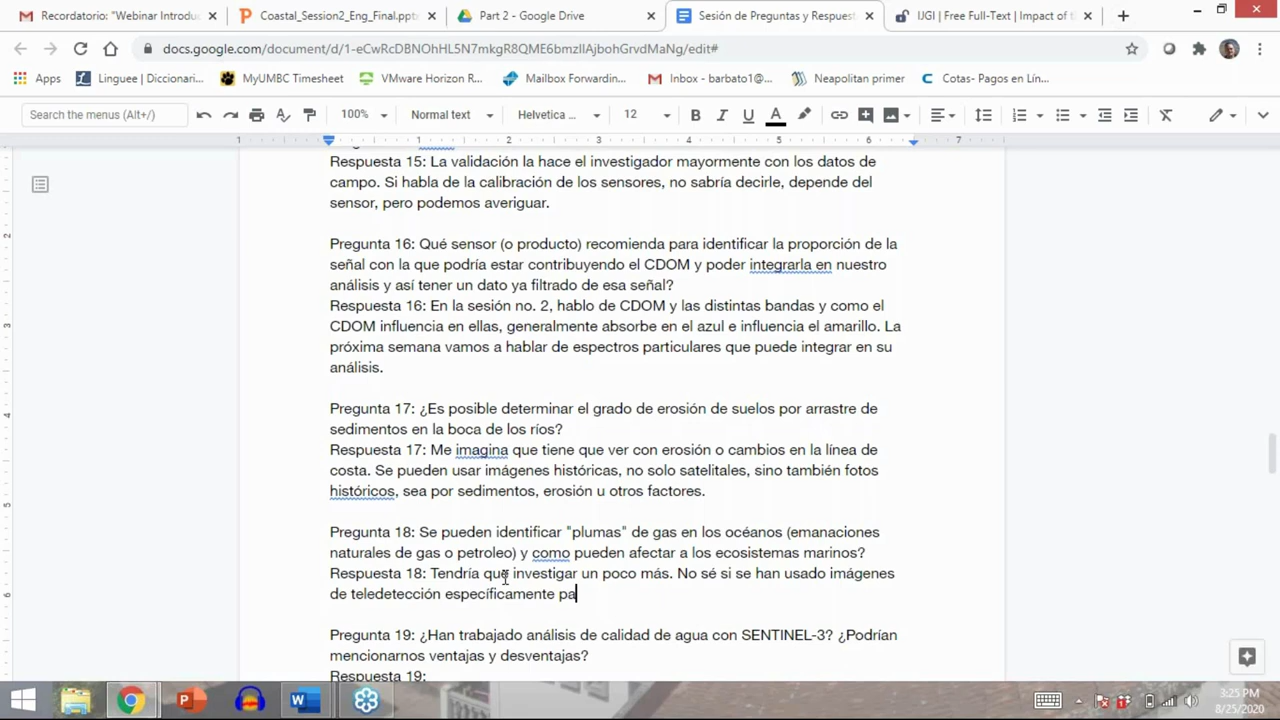 Recordatorio: "Webinar Introduc
Coastal_Session2_Eng_Final.ppt
Part 2 - Google Drive
Sesión de Preguntas y Respuest
IJGI | Free Full-Text | Impact of t
docs.google.com/document/d/1-eCwRcDBNOhHL5N7mkgR8QME6bmzIIAjbohGrvdMaNg/edit#
Apps
Linguee | Diccionari...
MyUMBC Timesheet
VMware Horizon R...
Mailbox Forwardin...
Inbox - barbato1@...
Neapolitan primer
Cotas- Pagos en Lín...
Search the menus (Alt+/)
100%
Normal text
Helvetica ...
12
1 1 2 3 4 5 6 7
Respuesta 15: La validación la hace el investigador mayormente con los datos de
campo. Si habla de la calibración de los sensores, no sabría decirle, depende del
sensor, pero podemos averiguar.
Pregunta 16: Qué sensor (o producto) recomienda para identificar la proporción de la
señal con la que podría estar contribuyendo el CDOM y poder integrarla en nuestro
análisis y así tener un dato ya filtrado de esa señal?
Respuesta 16: En la sesión no. 2, hablo de CDOM y las distintas bandas y como el
CDOM influencia en ellas, generalmente absorbe en el azul e influencia el amarillo. La
próxima semana vamos a hablar de espectros particulares que puede integrar en su
análisis.
Pregunta 17: ¿Es posible determinar el grado de erosión de suelos por arrastre de
sedimentos en la boca de los ríos?
Respuesta 17: Me imagina que tiene que ver con erosión o cambios en la línea de
costa. Se pueden usar imágenes históricas, no solo satelitales, sino también fotos
históricos, sea por sedimentos, erosión u otros factores.
Pregunta 18: Se pueden identificar "plumas" de gas en los océanos (emanaciones
naturales de gas o petroleo) y como pueden afectar a los ecosistemas marinos?
Respuesta 18: Tendría que investigar un poco más. No sé si se han usado imágenes
de teledetección específicamente pa
Pregunta 19: ¿Han trabajado análisis de calidad de agua con SENTINEL-3? ¿Podrían
mencionarnos ventajas y desventajas?
Respuesta 19:
3:25 PM
8/25/2020